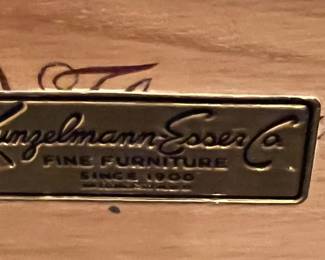 Kunzelmann-Esser Co.
FINE FURNITURE
SINCE 1900